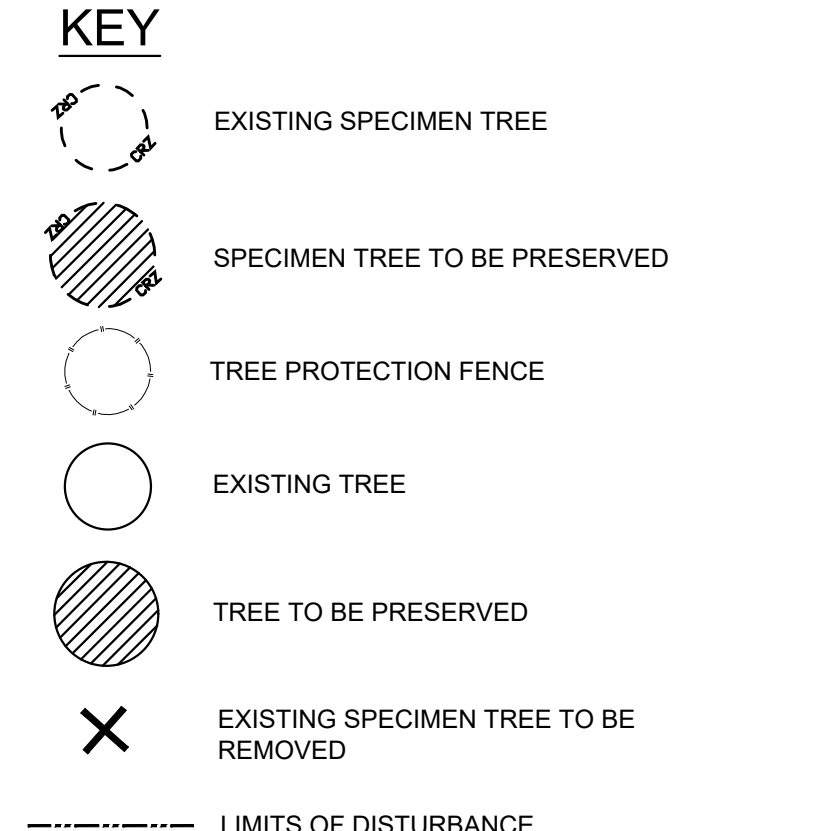 KEY
CRZ
CRZ
EXISTING SPECIMEN TREE
CRZ
CRZ
SPECIMEN TREE TO BE PRESERVED
TREE PROTECTION FENCE
EXISTING TREE
TREE TO BE PRESERVED
EXISTING SPECIMEN TREE TO BE
REMOVED
LIMITS OF DISTURBANCE